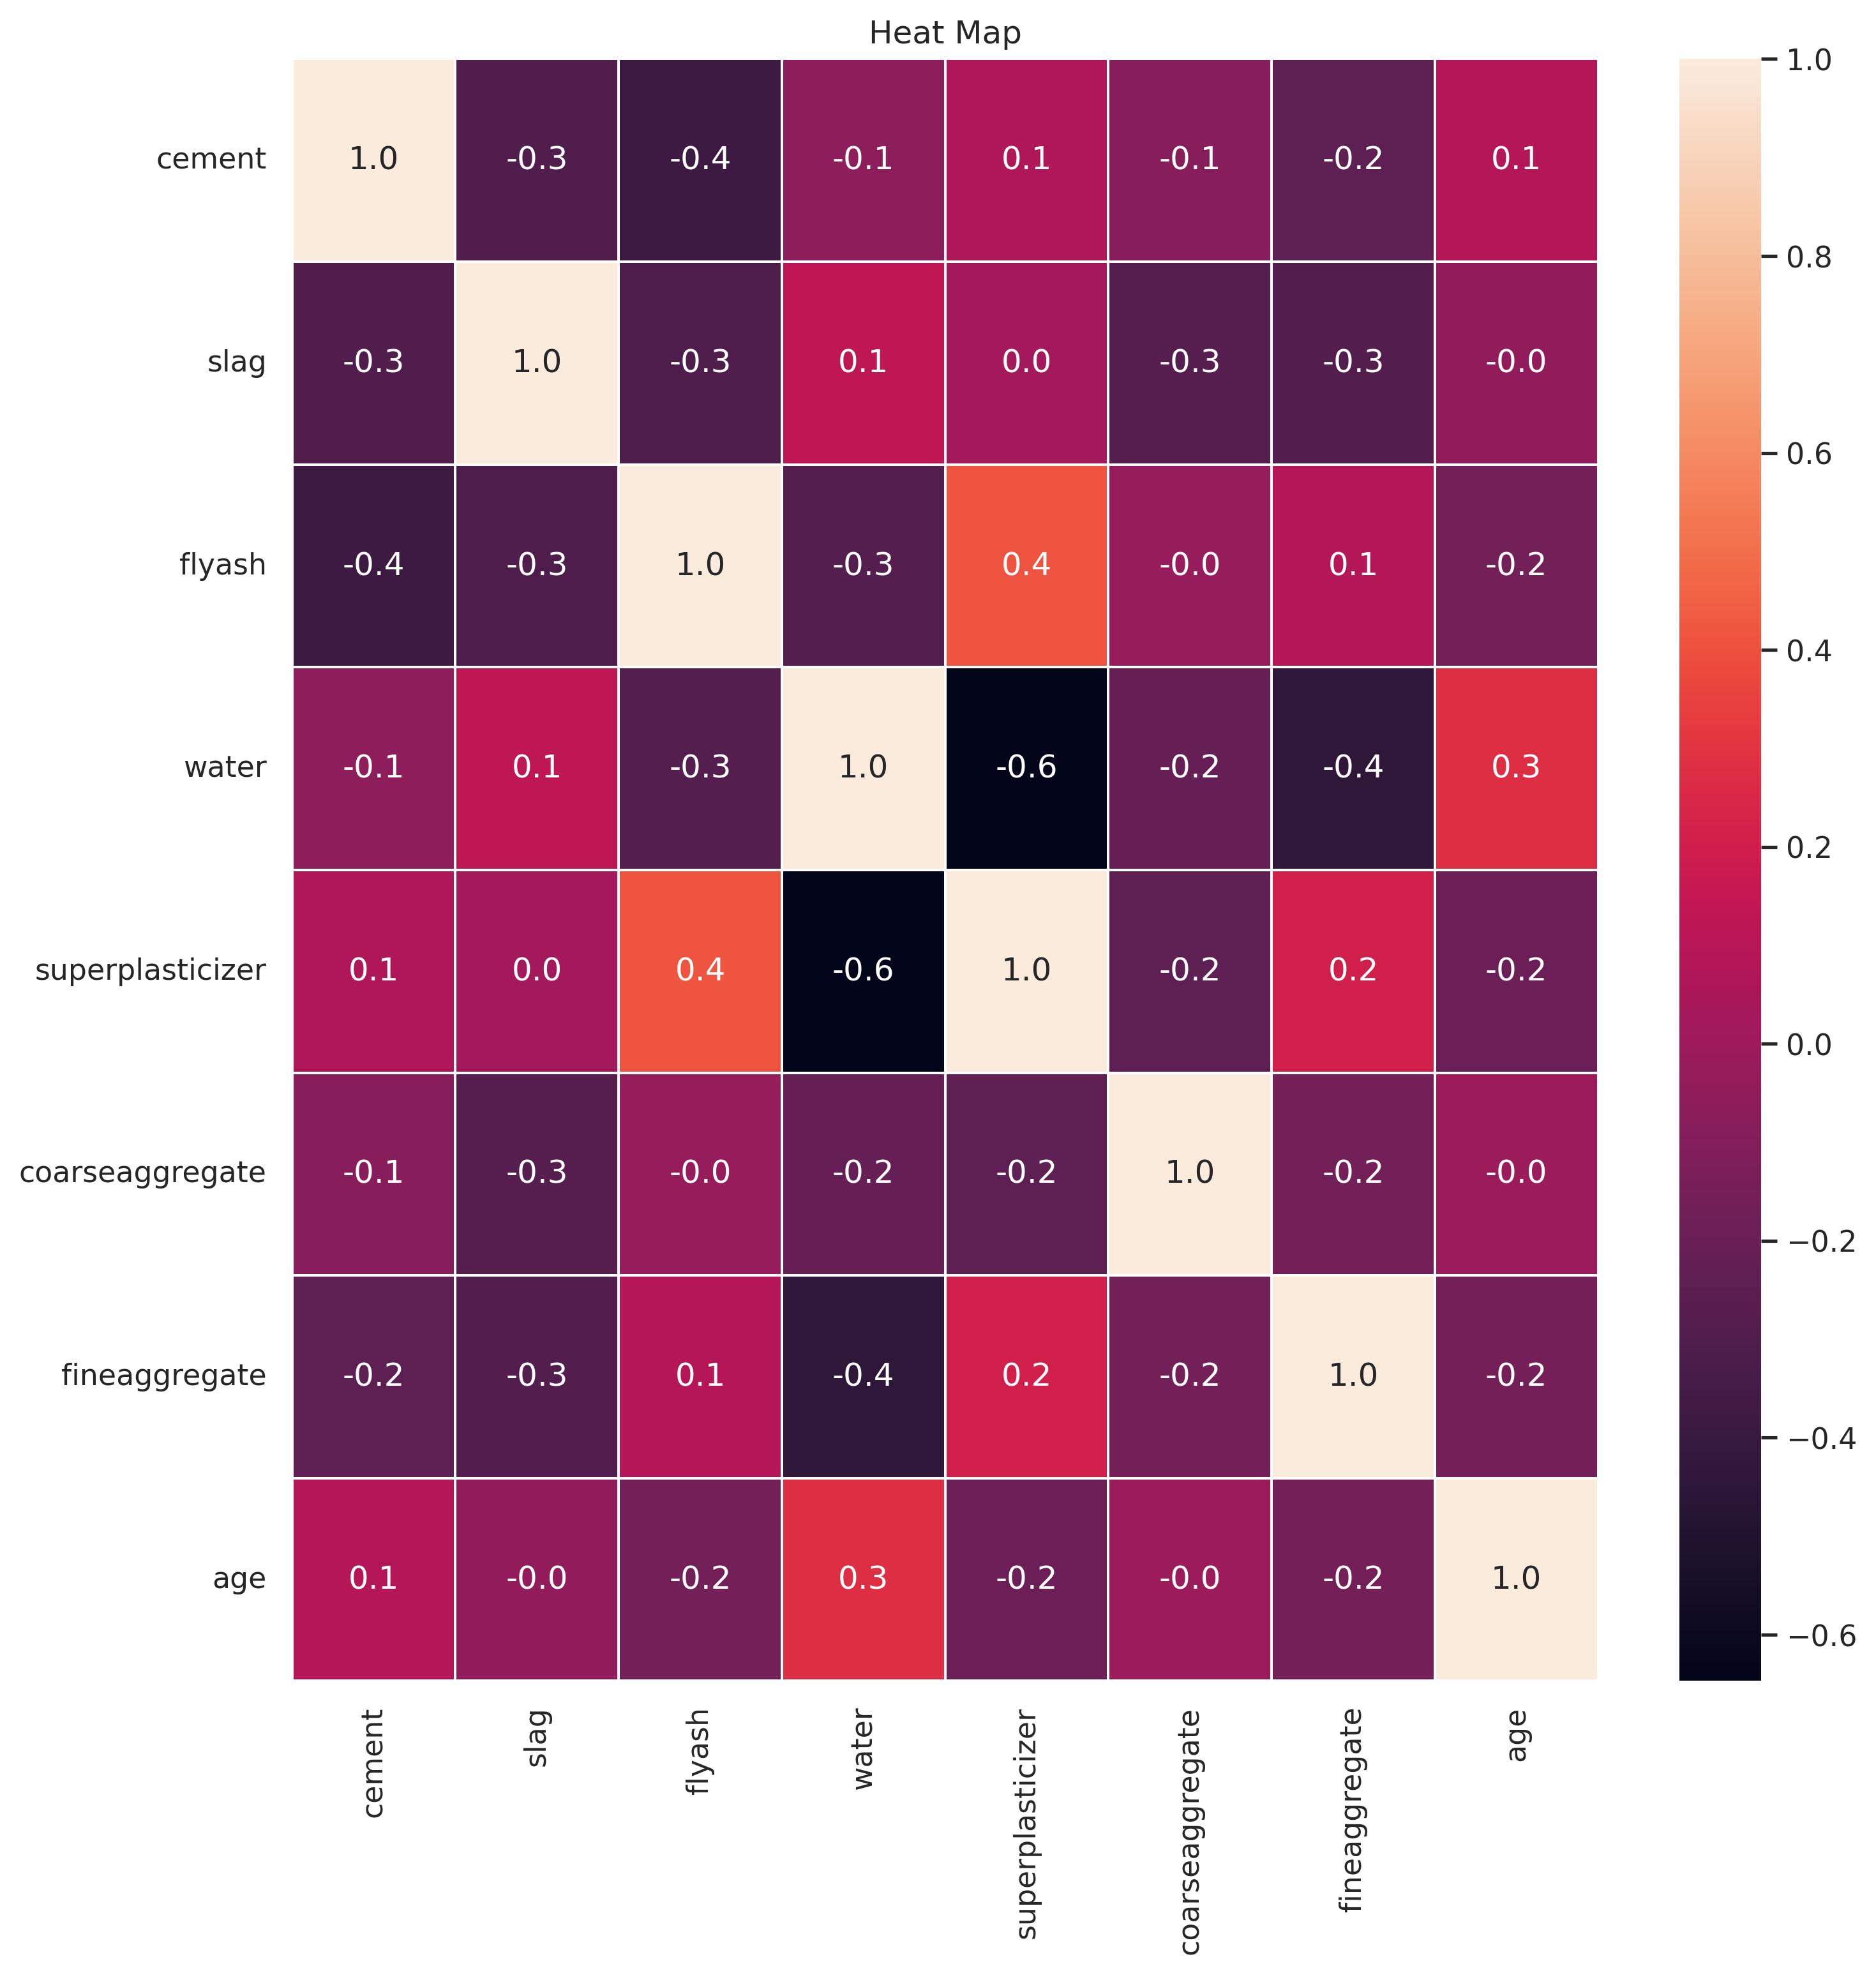 Heat Map
cement 1.0 -0.3 -0.4 -0.1 0.1 -0.1 -0.2 0.1
slag -0.3 1.0 -0.3 0.1 0.0 -0.3 -0.3 -0.0
flyash -0.4 -0.3 1.0 -0.3 0.4 -0.0 0.1 -0.2
water -0.1 0.1 -0.3 1.0 -0.6 -0.2 -0.4 0.3
superplasticizer 0.1 0.0 0.4 -0.6 1.0 -0.2 0.2 -0.2
coarseaggregate -0.1 -0.3 -0.0 -0.2 -0.2 1.0 -0.2 -0.0
fineaggregate -0.2 -0.3 0.1 -0.4 0.2 -0.2 1.0 -0.2
age 0.1 -0.0 -0.2 0.3 -0.2 -0.0 -0.2 1.0
cement
slag
flyash
water
superplasticizer
coarseaggregate
fineaggregate
age
1.0
0.8
0.6
0.4
0.2
0.0
−0.2
−0.4
−0.6